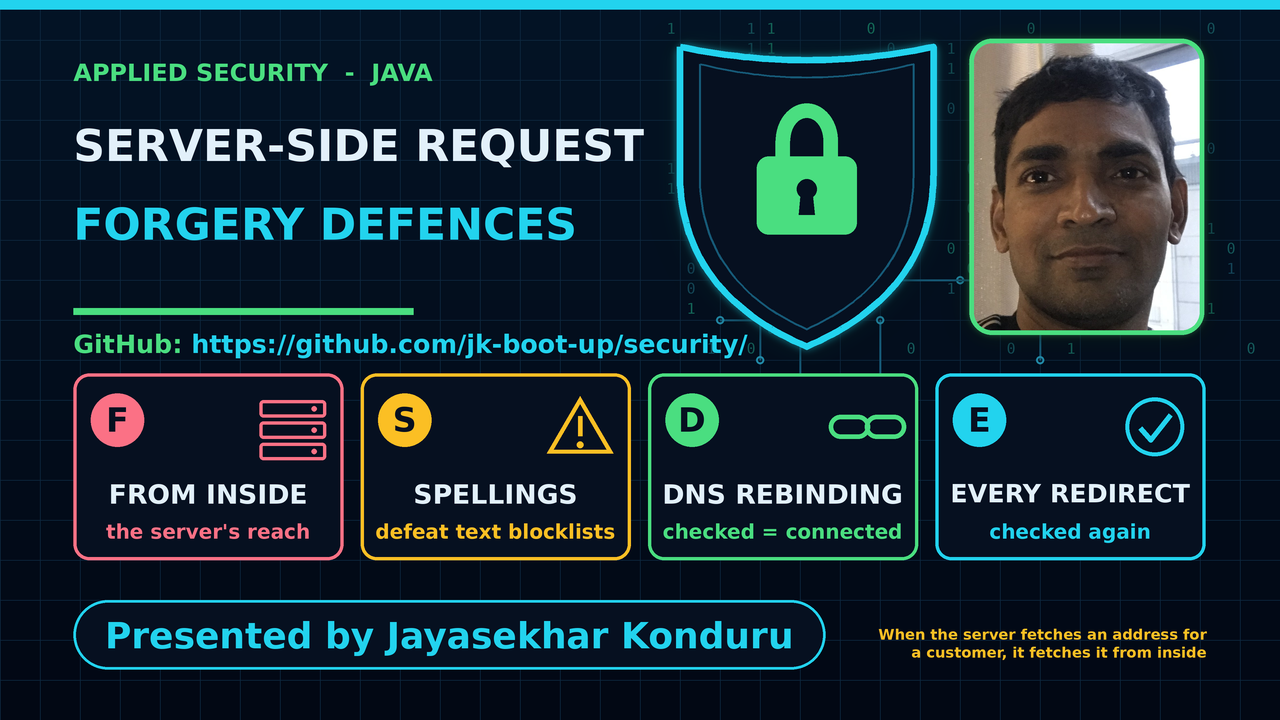 APPLIED SECURITY - JAVA
SERVER-SIDE REQUEST
FORGERY DEFENCES
GitHub: https://github.com/jk-boot-up/security/
F
FROM INSIDE
the server's reach
S
SPELLINGS
defeat text blocklists
D
DNS REBINDING
checked = connected
E
EVERY REDIRECT
checked again
Presented by Jayasekhar Konduru
When the server fetches an address for
a customer, it fetches it from inside